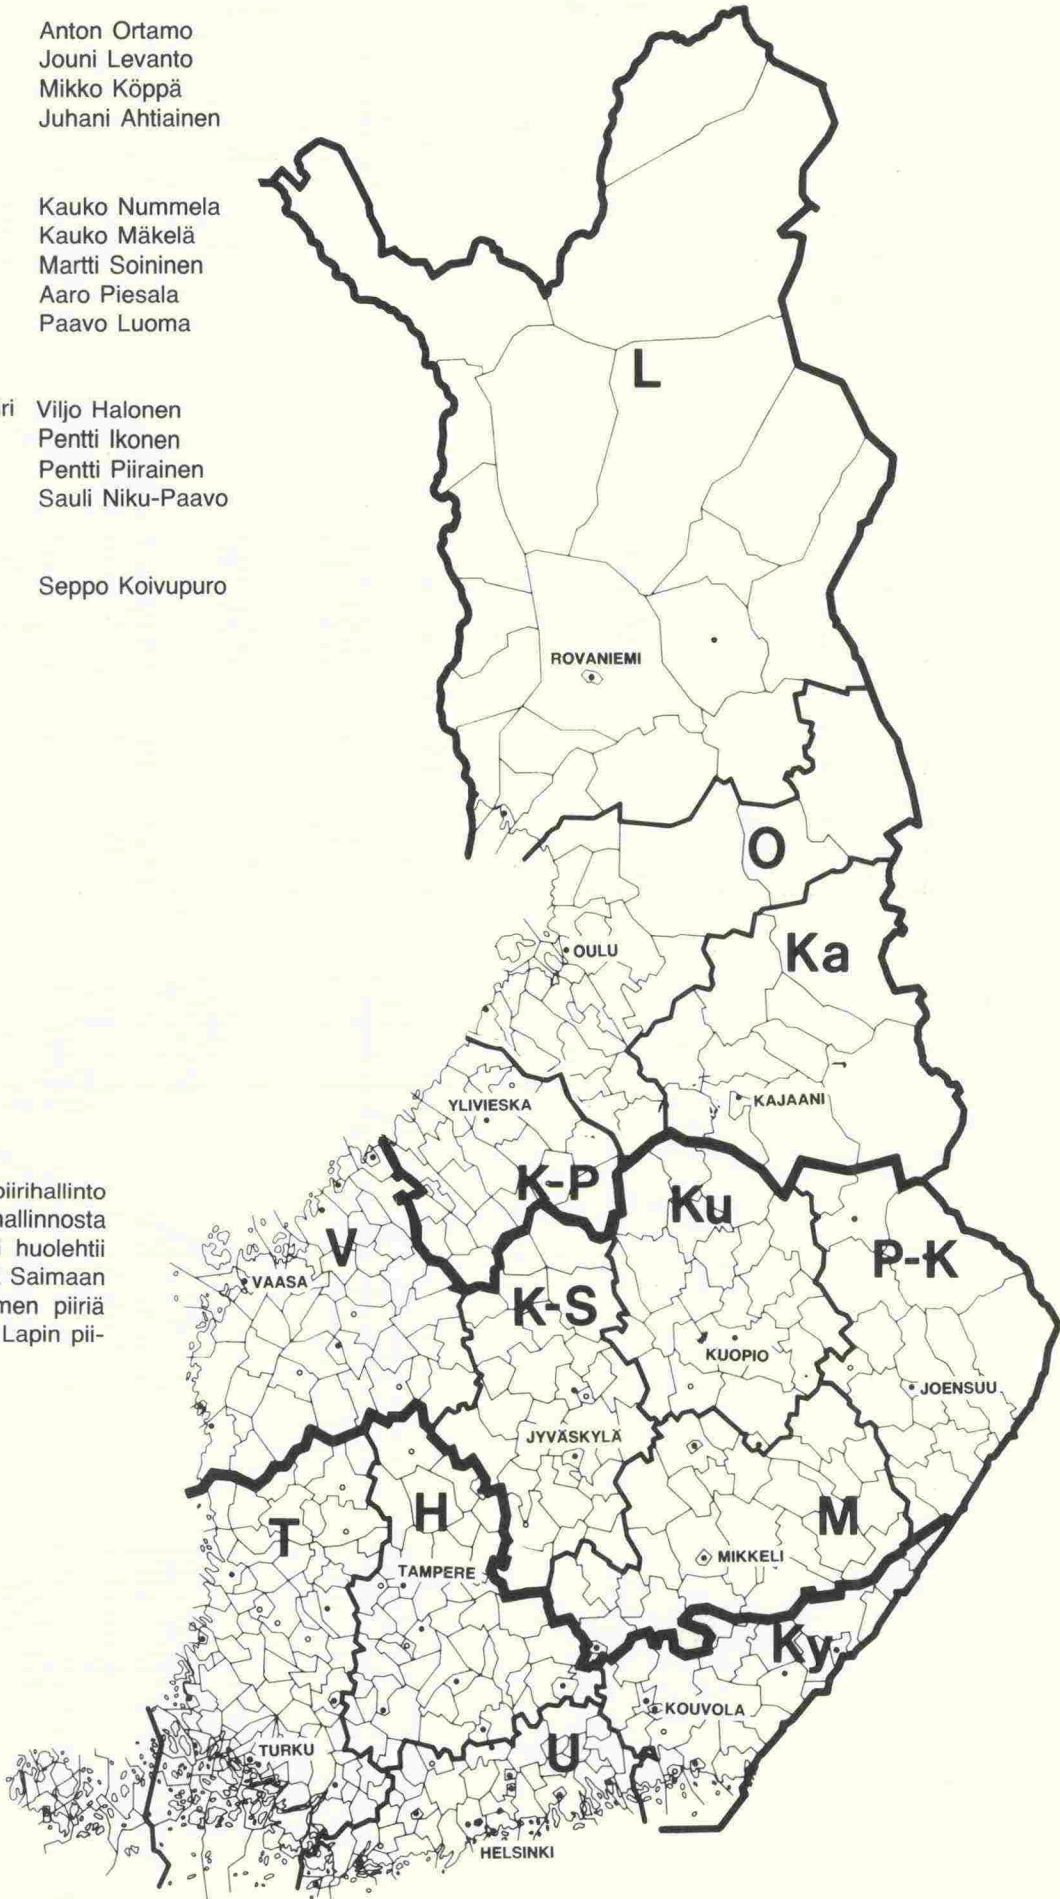 Anton Ortamo
Jouni Levanto
Mikko Köppä
Juhani Ahtiainen
Kauko Nummela
Kauko Mäkelä
Martti Soininen
Aaro Piesala
Paavo Luoma
ri Viljo Halonen
Pentti Ikonen
Pentti Piirainen
Sauli Niku-Paavo
Seppo Koivupuro
L
ROVANIEMI
O
OULU
Ka
YLIVIESKA
KAJAANI
piirihallinto
hallinnosta
i huolehtii
Saimaan
men piiriä
Lapin pii-
K-P
Ku
V
P-K
VAASA
K-S
KUOPIO
JOENSUU
JYVÄSKYLÄ
T
H
M
TAMPERE
MIKKELI
Ky
KOUVOLA
TURKU
U
HELSINKI